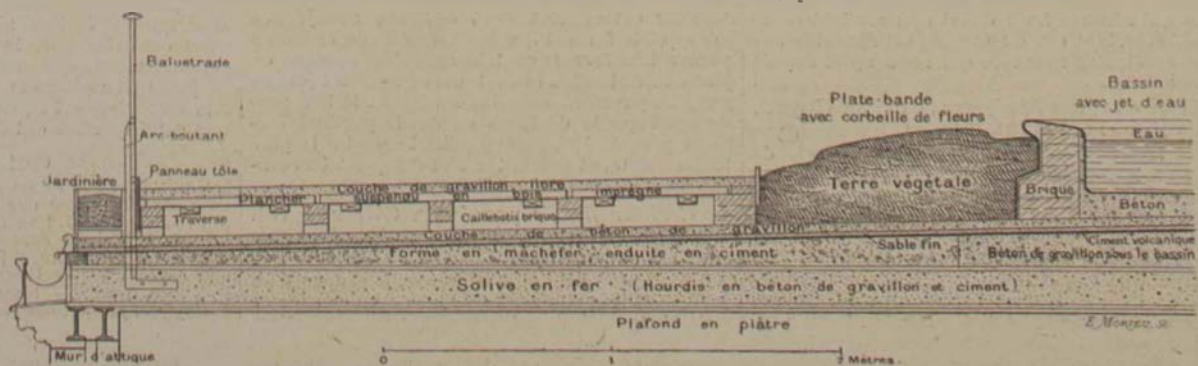 Balustrade
Bassin
avec jet d'eau
Plate-bande
avec corbeille de fleurs
Arc-boutant
Eau
Panneau tôle
Jardinière
Couche de gravillon libre
Terre végétale
Plancher suspendu en bois imprégné
Brique
Traverse
Caillebotis brique
Béton
Couche de béton de gravillon
Sable fin
Ciment volcanique
Forme en mâchefer enduite en ciment
Béton de gravillon sous le bassin
Solive en fer (Hourdis en béton de gravillon et ciment)
Plafond en plâtre
Mur d'attique
0 1 2 Mètres.